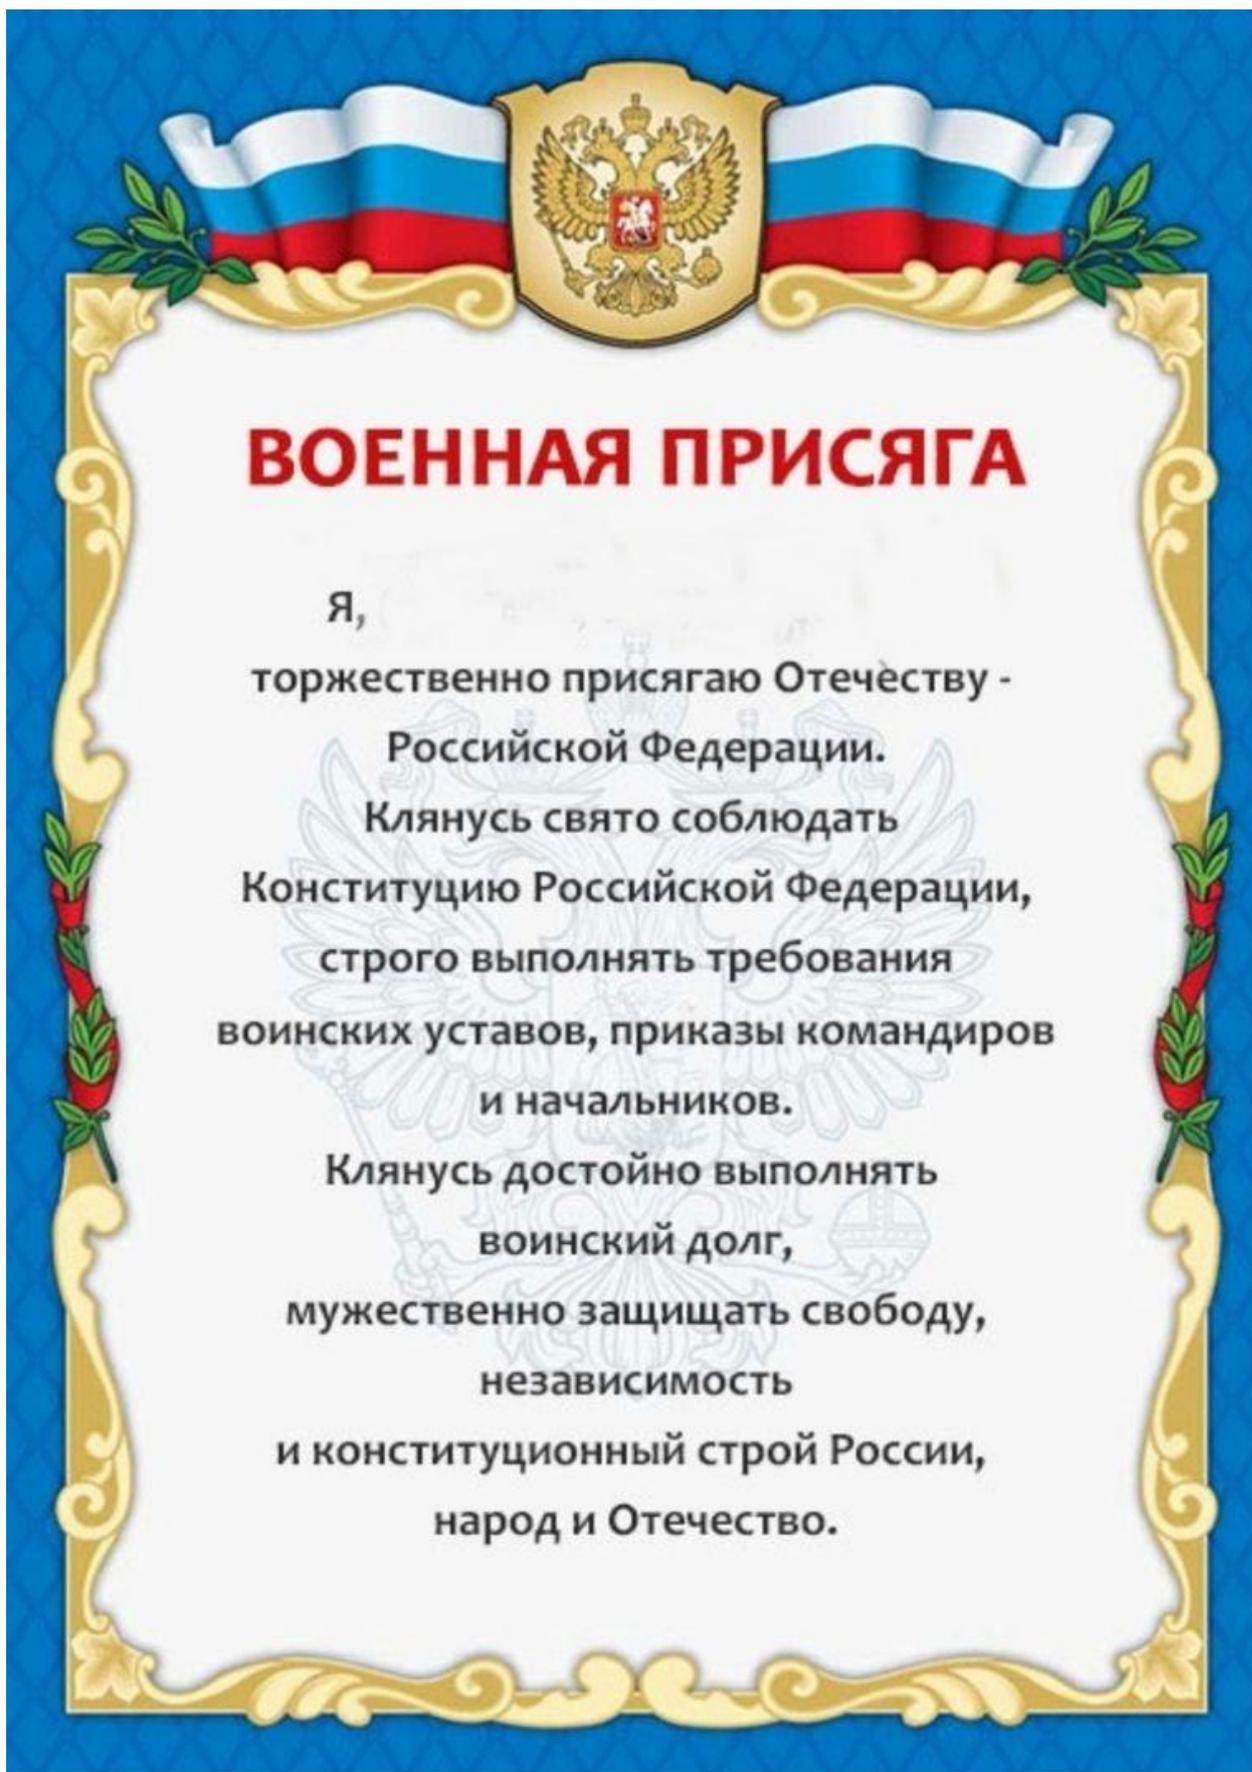 ВОЕННАЯ ПРИСЯГА
Я,
торжественно присягаю Отечеству -
Российской Федерации.
Клянусь свято соблюдать
Конституцию Российской Федерации,
строго выполнять требования
воинских уставов, приказы командиров
и начальников.
Клянусь достойно выполнять
воинский долг,
мужественно защищать свободу,
независимость
и конституционный строй России,
народ и Отечество.